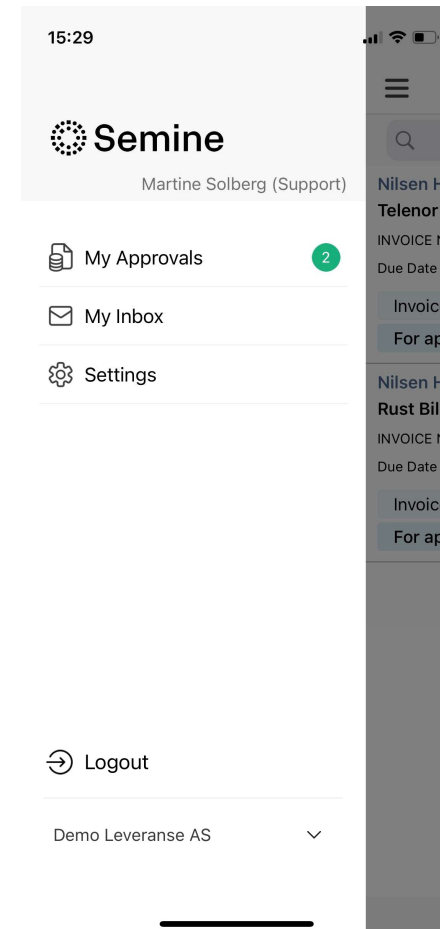 15:29
Semine
Martine Solberg (Support)
My Approvals
2
My Inbox
Settings
Logout
Demo Leveranse AS
Nilsen H
Telenor
INVOICE N
Due Date
Invoic
For ap
Nilsen H
Rust Bil
INVOICE N
Due Date
Invoic
For ap